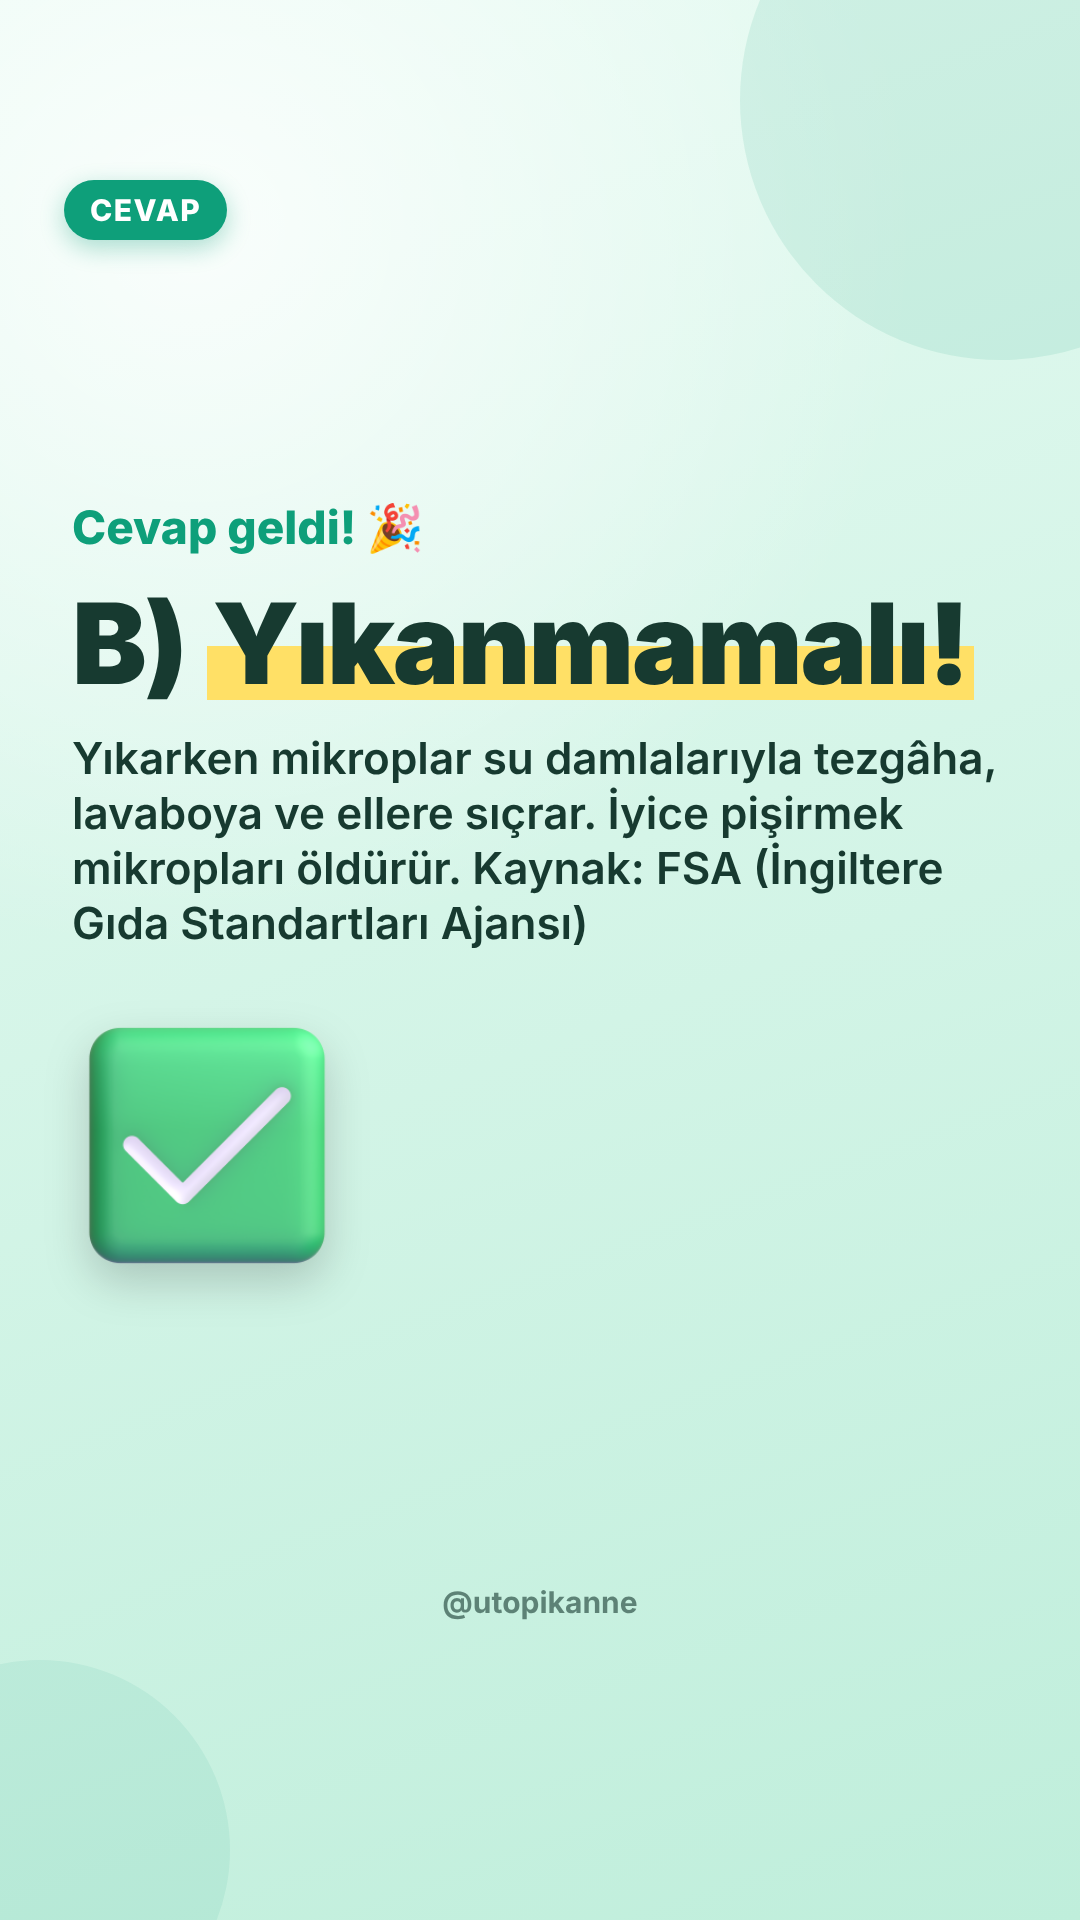 CEVAP
Cevap geldi! 🎉
B) Yıkanmamalı!
Yıkarken mikroplar su damlalarıyla tezgâha,
lavaboya ve ellere sıçrar. İyice pişirmek
mikropları öldürür. Kaynak: FSA (İngiltere
Gıda Standartları Ajansı)
@utopikanne